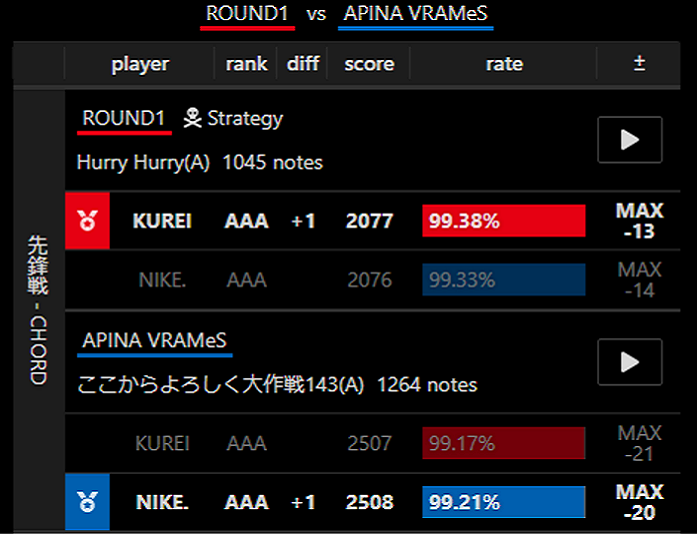 ROUND1 vs APINA VRAMeS
player rank diff score rate ±
先鋒戦 - CHORD
ROUND1 Strategy
Hurry Hurry(A) 1045 notes
KUREI AAA +1 2077 99.38% MAX -13
NIKE. AAA 2076 99.33% MAX -14
APINA VRAMeS
ここからよろしく大作戦143(A) 1264 notes
KUREI AAA 2507 99.17% MAX -21
NIKE. AAA +1 2508 99.21% MAX -20